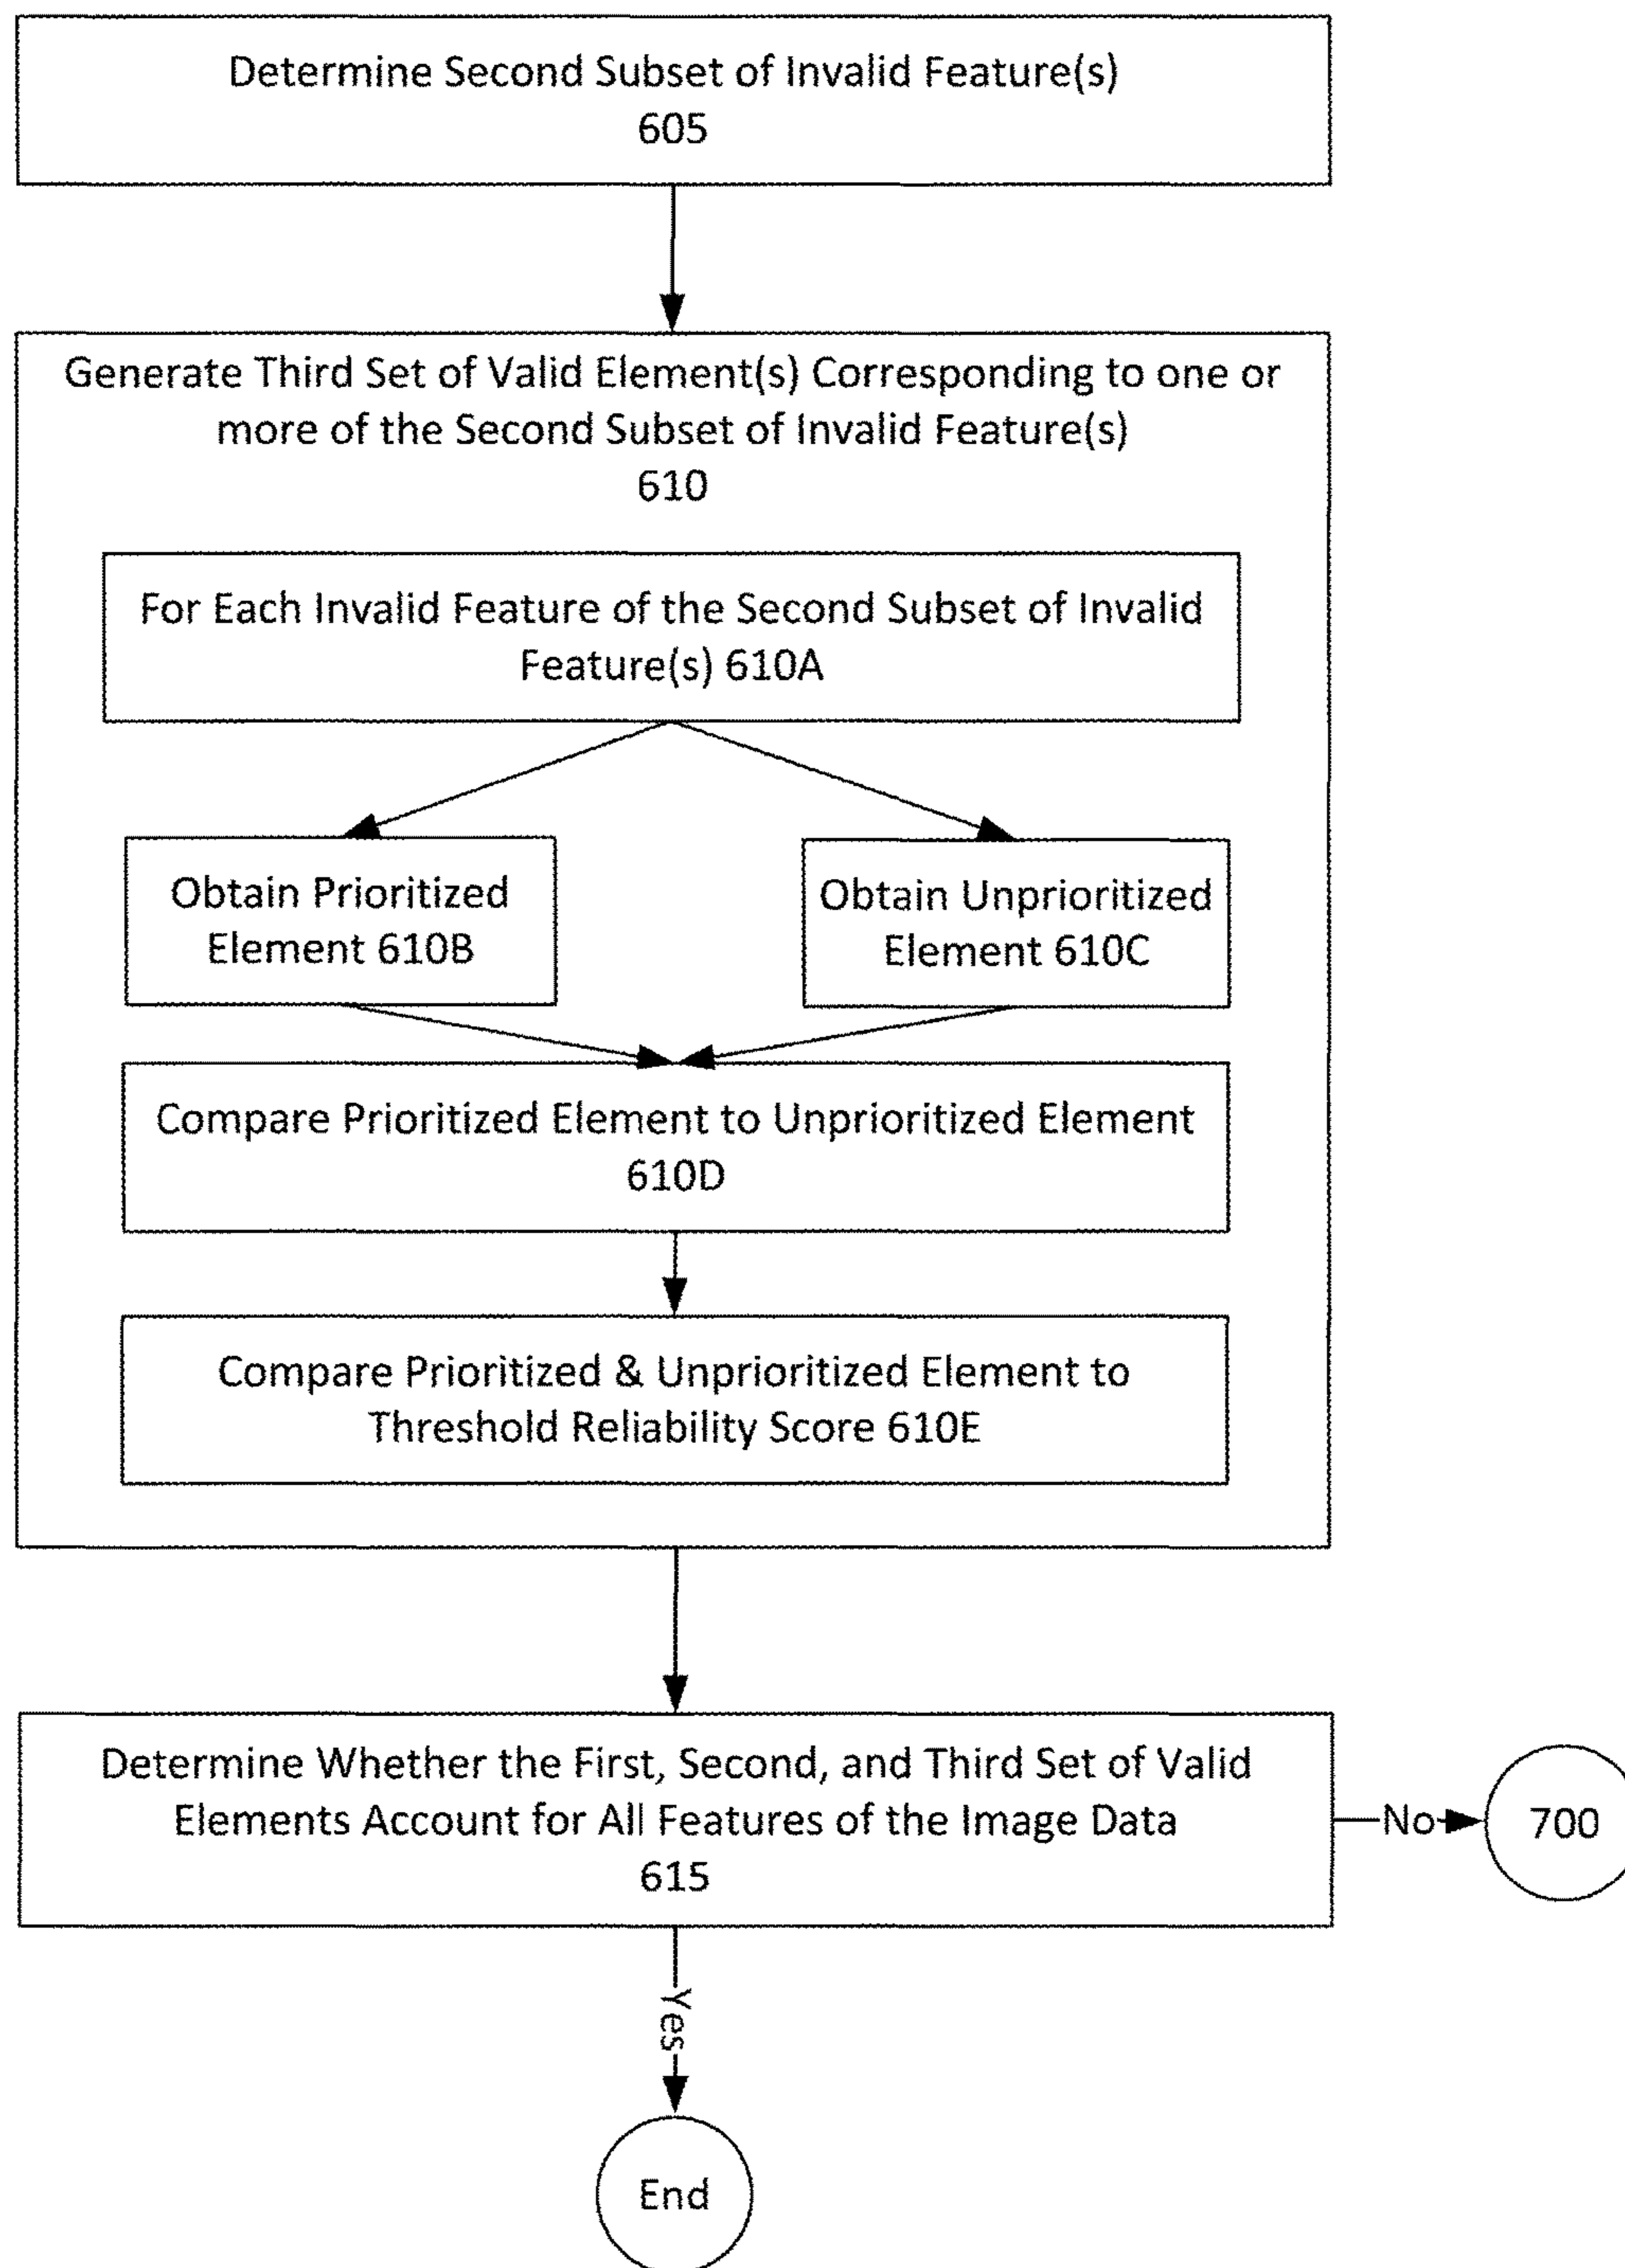 Determine Second Subset of Invalid Feature(s)
605
Generate Third Set of Valid Element(s) Corresponding to one or
more of the Second Subset of Invalid Feature(s)
610
For Each Invalid Feature of the Second Subset of Invalid
Feature(s) 610A
Obtain Prioritized
Element 610B
Obtain Unprioritized
Element 610C
Compare Prioritized Element to Unprioritized Element
610D
Compare Prioritized & Unprioritized Element to
Threshold Reliability Score 610E
Determine Whether the First, Second, and Third Set of Valid
Elements Account for All Features of the Image Data
615
No
700
Yes
End